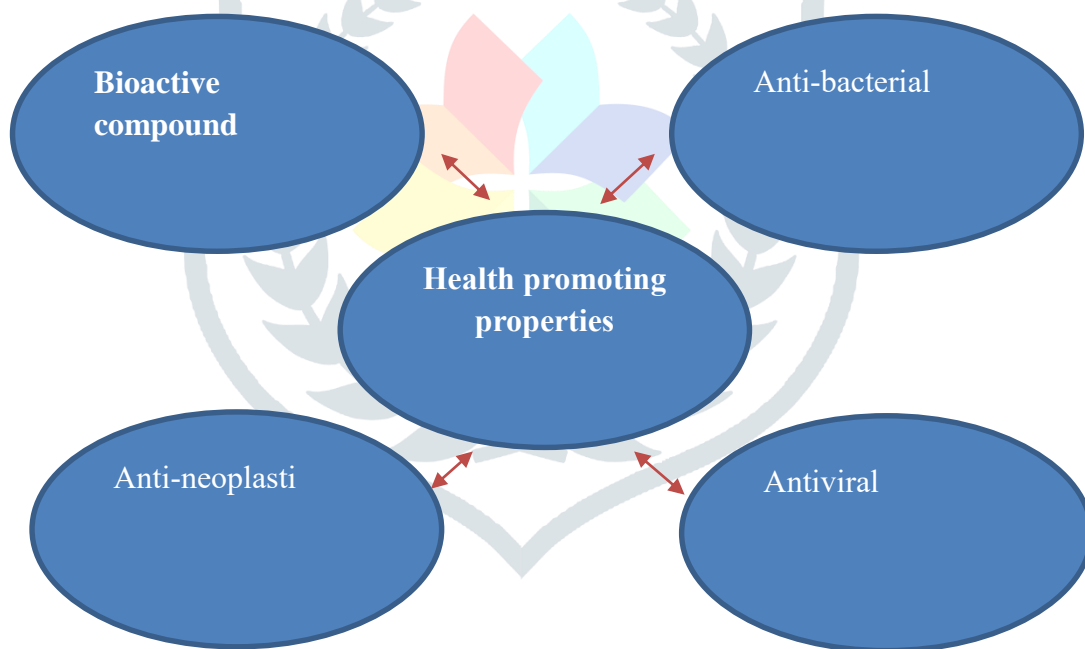 Bioactive
compound
Anti-bacterial
Health promoting
properties
Anti-neoplasti
Antiviral